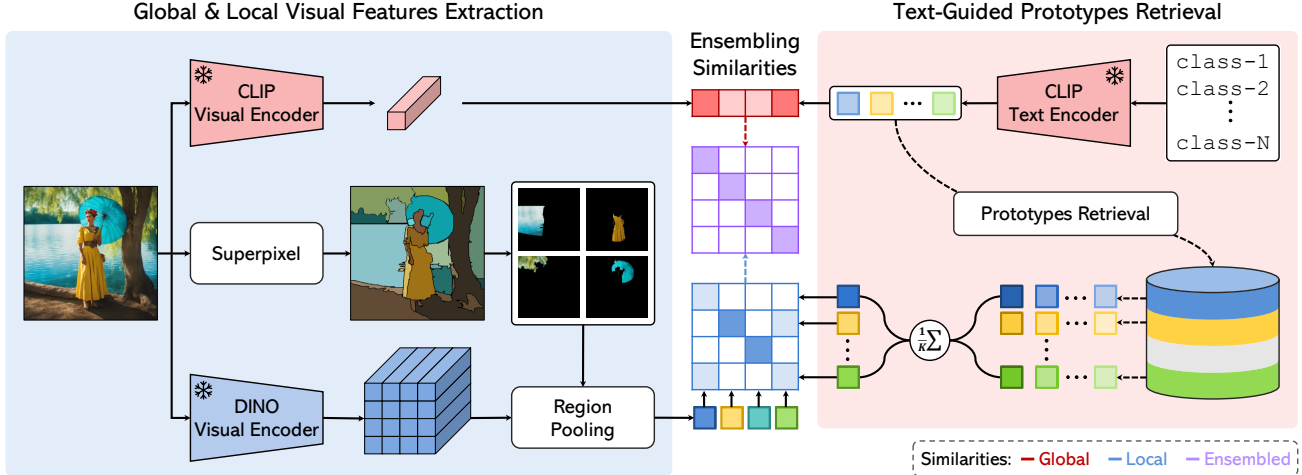 Global & Local Visual Features Extraction
Text-Guided Prototypes Retrieval
CLIP
Visual Encoder
Superpixel
DINO
Visual Encoder
Region
Pooling
Ensembling
Similarities
CLIP
Text Encoder
class-1
class-2
class-N
Prototypes Retrieval
1/K Σ
Similarities: Global Local Ensembled